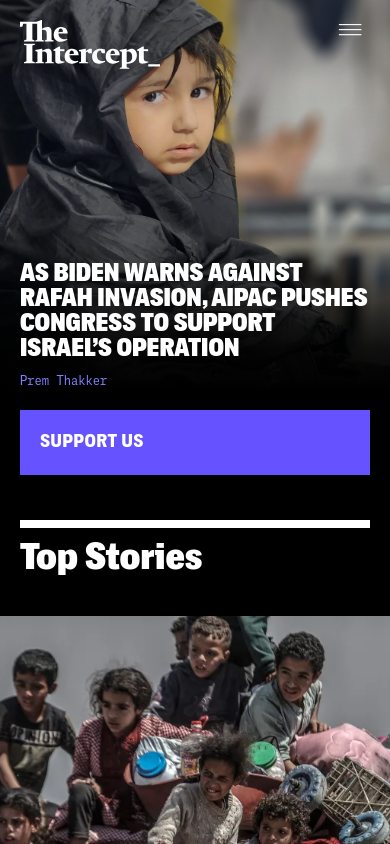 The
Intercept_
AS BIDEN WARNS AGAINST
RAFAH INVASION, AIPAC PUSHES
CONGRESS TO SUPPORT
ISRAEL’S OPERATION
Prem Thakker
SUPPORT US
Top Stories